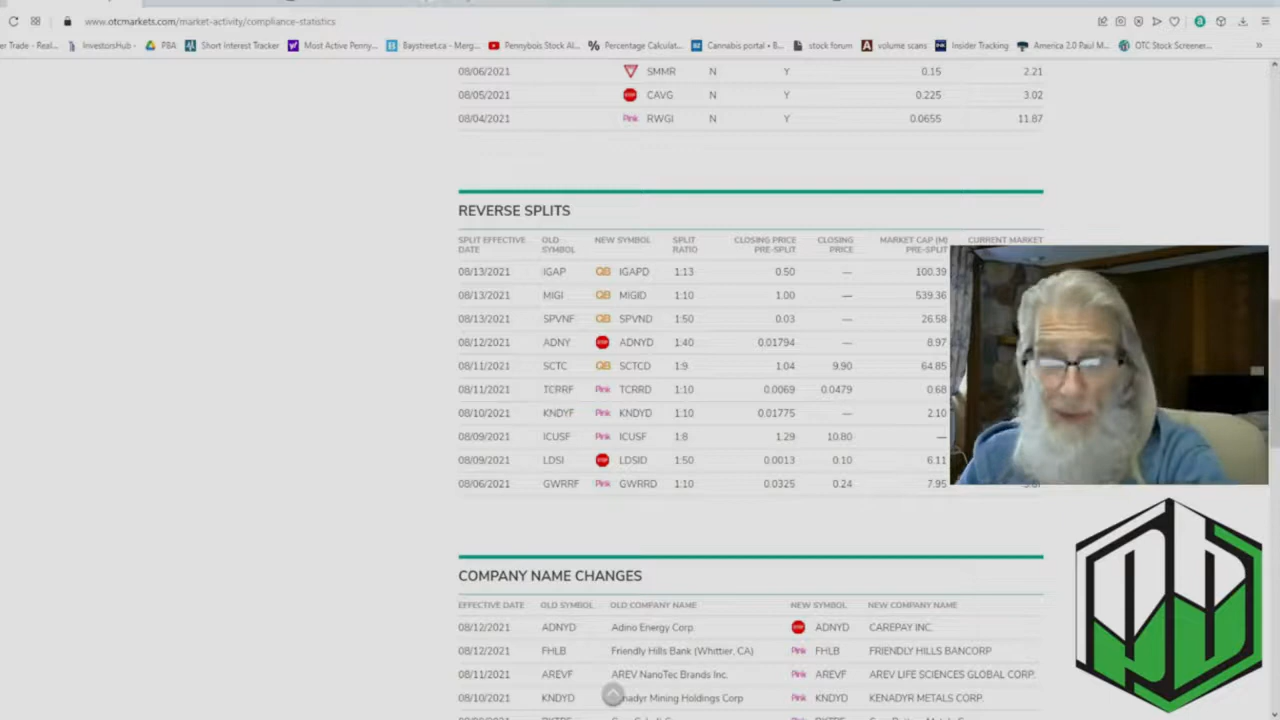 www.otcmarkets.com/market-activity/compliance-statistics
er Trade - Real... InvestorsHub - PBA Short Interest Tracker Most Active Penny... Baystreet.ca - Merg... Pennybois Stock Al... Percentage Calculat... Cannabis portal • B... stock forum volume scans Insider Tracking America 2.0 Paul M... OTC Stock Screener... »
08/06/2021 SMMR N Y 0.15 2.21
08/05/2021 STOP CAVG N Y 0.225 3.02
08/04/2021 Pink RWGI N Y 0.0655 11.87
REVERSE SPLITS
SPLIT EFFECTIVE DATE OLD SYMBOL NEW SYMBOL SPLIT RATIO CLOSING PRICE PRE-SPLIT CLOSING PRICE MARKET CAP (M) PRE-SPLIT CURRENT MARKET
08/13/2021 IGAP QB IGAPD 1:13 0.50 — 100.39
08/13/2021 MIGI QB MIGID 1:10 1.00 — 539.36
08/13/2021 SPVNF QB SPVND 1:50 0.03 — 26.58
08/12/2021 ADNY STOP ADNYD 1:40 0.01794 — 8.97
08/11/2021 SCTC QB SCTCD 1:9 1.04 9.90 64.85
08/11/2021 TCRRF Pink TCRRD 1:10 0.0069 0.0479 0.68
08/10/2021 KNDYF Pink KNDYD 1:10 0.01775 — 2.10
08/09/2021 ICUSF Pink ICUSF 1:8 1.29 10.80 —
08/09/2021 LDSI STOP LDSID 1:50 0.0013 0.10 6.11
08/06/2021 GWRRF Pink GWRRD 1:10 0.0325 0.24 7.95
COMPANY NAME CHANGES
EFFECTIVE DATE OLD SYMBOL OLD COMPANY NAME NEW SYMBOL NEW COMPANY NAME
08/12/2021 ADNYD Adino Energy Corp. STOP ADNYD CAREPAY INC.
08/12/2021 FHLB Friendly Hills Bank (Whittier, CA) Pink FHLB FRIENDLY HILLS BANCORP
08/11/2021 AREVF AREV NanoTec Brands Inc. Pink AREVF AREV LIFE SCIENCES GLOBAL CORP.
08/10/2021 KNDYD nadyr Mining Holdings Corp Pink KNDYD KENADYR METALS CORP.